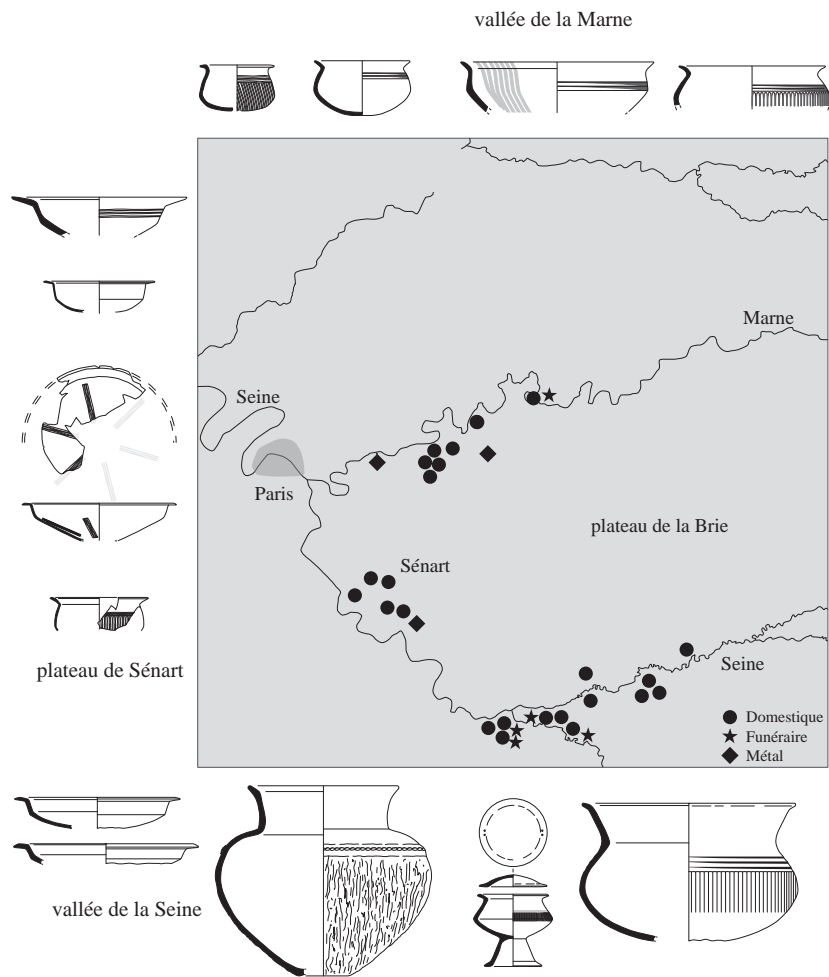 vallée de la Marne
Marne
Seine
Paris
plateau de la Brie
Sénart
plateau de Sénart
Seine
Domestique
Funéraire
Métal
vallée de la Seine